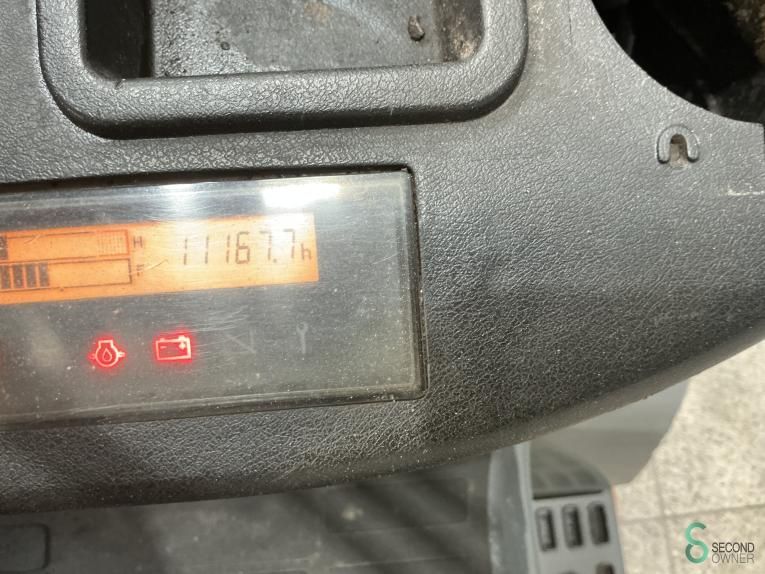 H
11167.7h
F
SECOND
OWNER